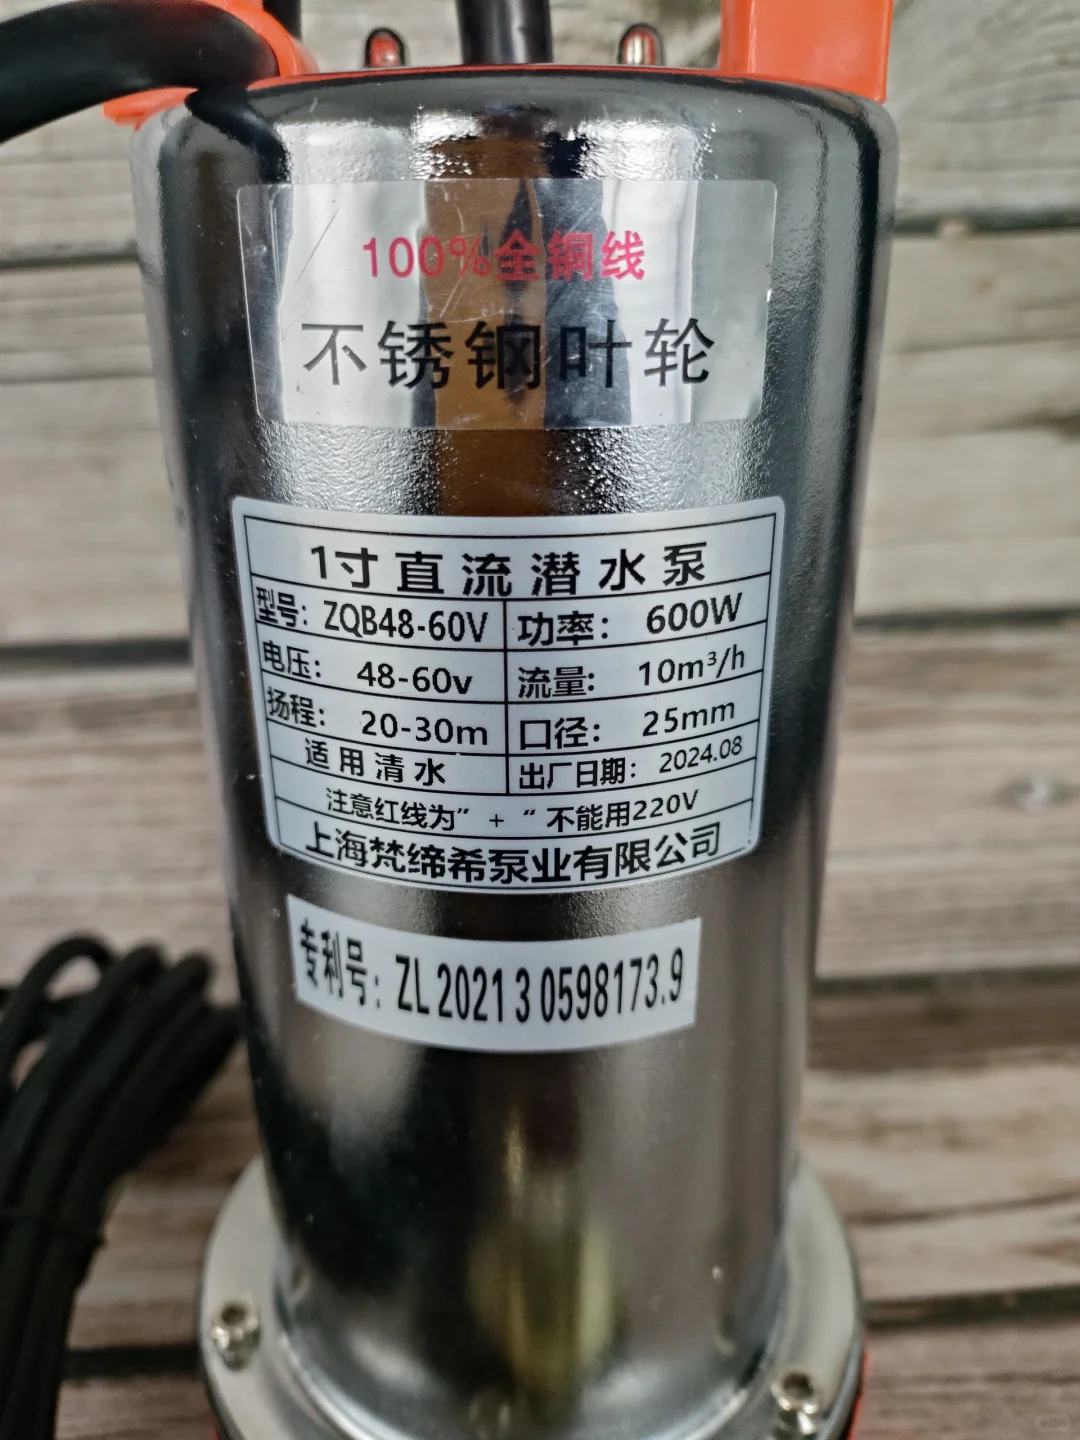 100%全铜线
不锈钢叶轮
1寸直流潜水泵
型号: ZQB48-60V 功率: 600W
电压: 48-60v 流量: 10m³/h
扬程: 20-30m 口径: 25mm
适用清水 出厂日期: 2024.08
注意红线为" + " 不能用220V
上海梵缔希泵业有限公司
专利号: ZL 2021 3 0598173.9